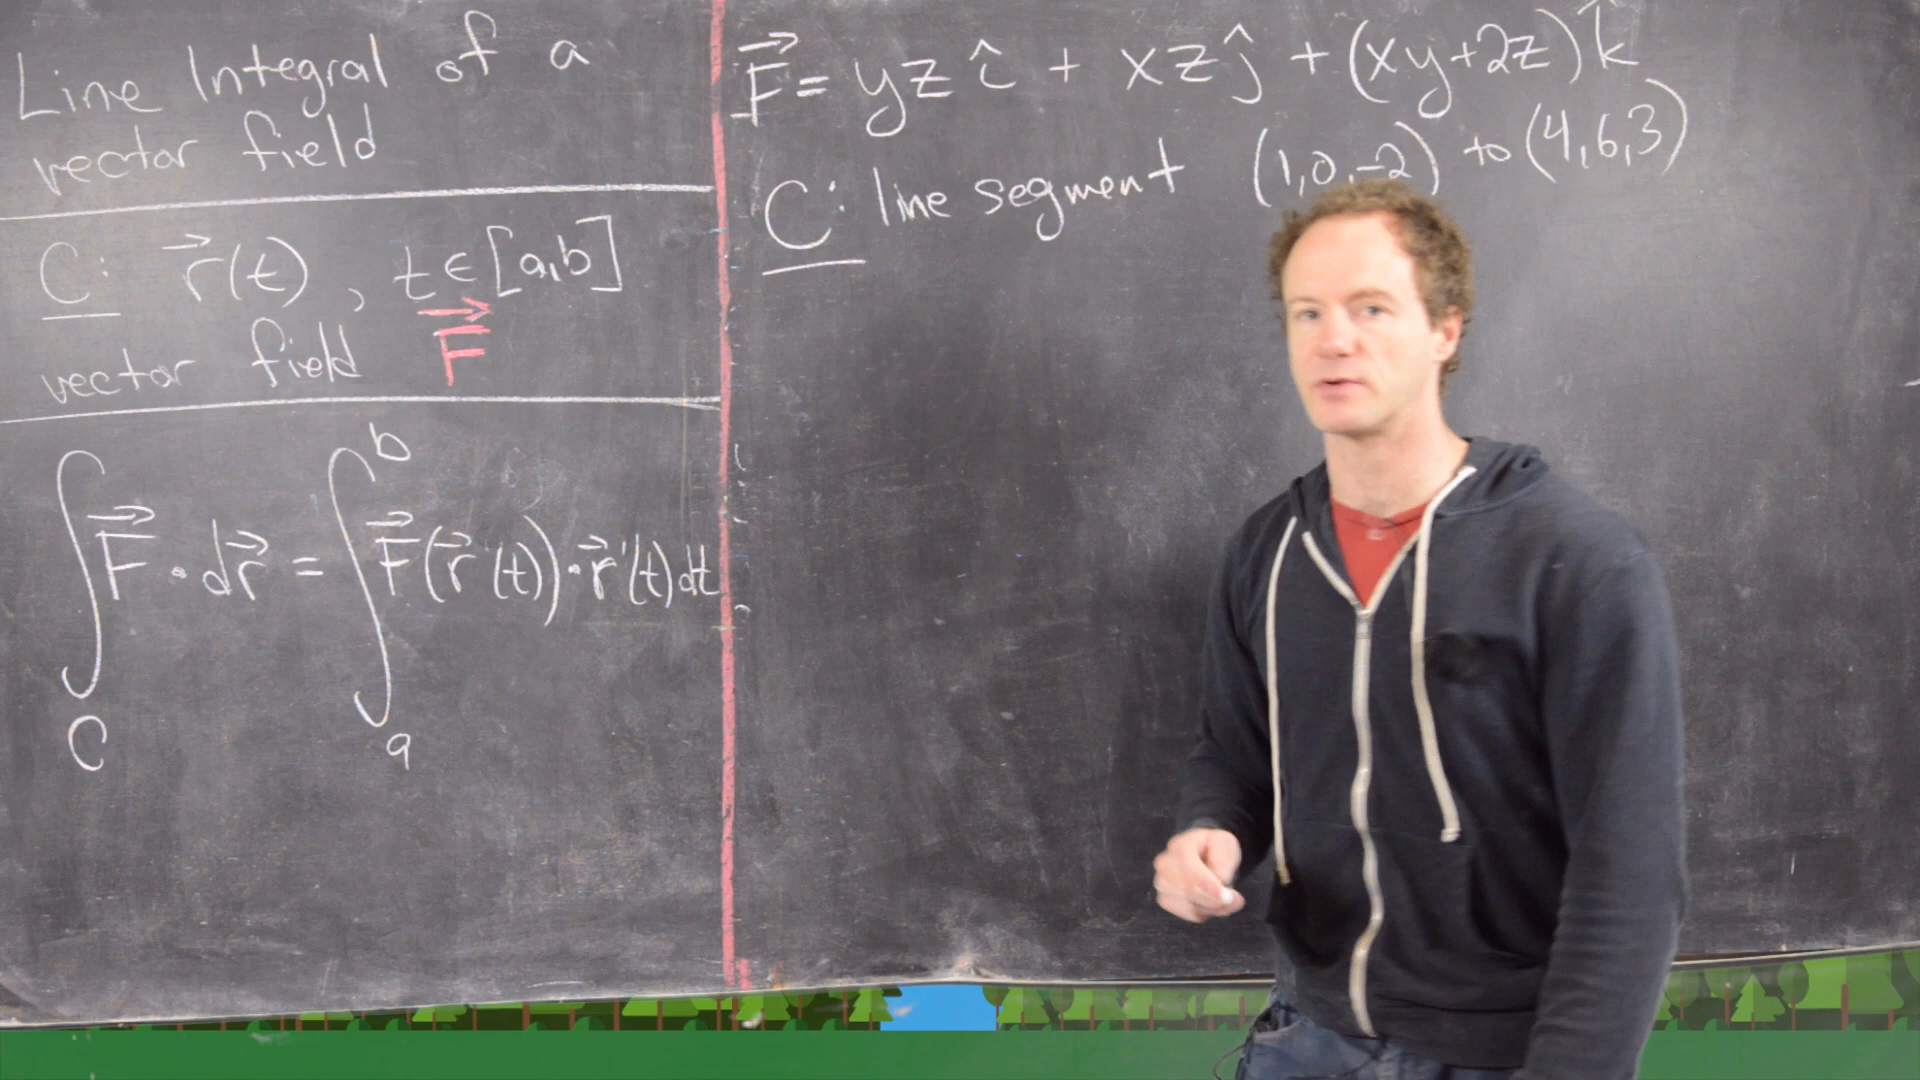 Line Integral of a
vector field
C: r⃗(t), t∈[a,b]
vector field F⃗
∫_C F⃗·dr⃗ = ∫_a^b F⃗(r⃗(t))·r⃗'(t)dt
F⃗ = yz î + xz ĵ + (xy+2z) k̂
C: line segment (1,0,-2) to (4,6,3)